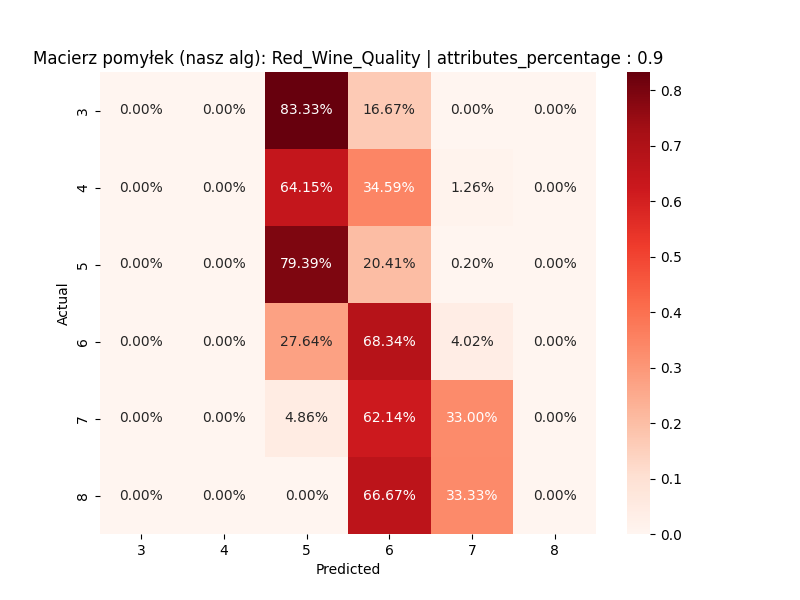 Macierz pomyłek (nasz alg): Red_Wine_Quality | attributes_percentage : 0.9
3 0.00% 0.00% 83.33% 16.67% 0.00% 0.00%
4 0.00% 0.00% 64.15% 34.59% 1.26% 0.00%
5 0.00% 0.00% 79.39% 20.41% 0.20% 0.00%
6 0.00% 0.00% 27.64% 68.34% 4.02% 0.00%
7 0.00% 0.00% 4.86% 62.14% 33.00% 0.00%
8 0.00% 0.00% 0.00% 66.67% 33.33% 0.00%
Actual
3 4 5 6 7 8
Predicted
0.8
0.7
0.6
0.5
0.4
0.3
0.2
0.1
0.0